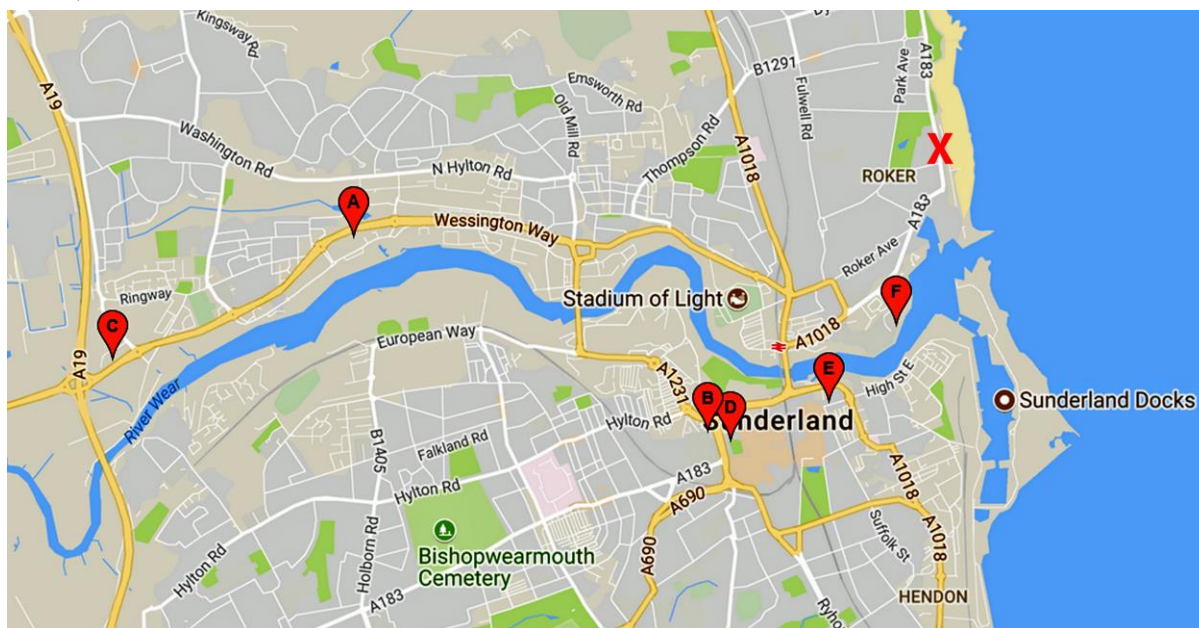 Kingsway Rd
Dy
A183
Park Ave
B1291
Fulwell Rd
A19
Emsworth Rd
Old Mill Rd
Thompson Rd
A1018
Washington Rd
N Hylton Rd
X
ROKER
A
A183
Wessington Way
Roker Ave
Ringway
Stadium of Light
F
C
European Way
A1018
A19
A1231
E
High St E
River Wear
B
D
Sunderland
Sunderland Docks
Hylton Rd
B1405
Falkland Rd
A183
Hylton Rd
A690
A1018
Suffolk St
A1018
Bishopwearmouth
Cemetery
Holborn Rd
Hylton Rd
A690
A183
Ryho
HENDON